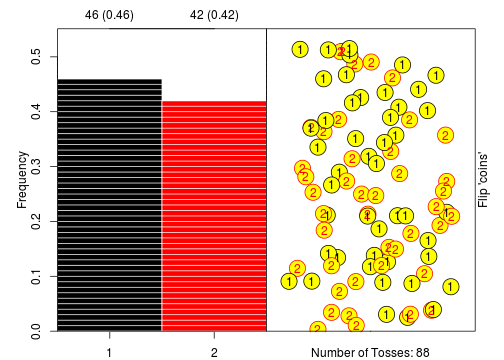 46 (0.46) 42 (0.42)
Frequency
0.5
0.4
0.3
0.2
0.1
0.0
1 2
Flip 'coins'
Number of Tosses: 88